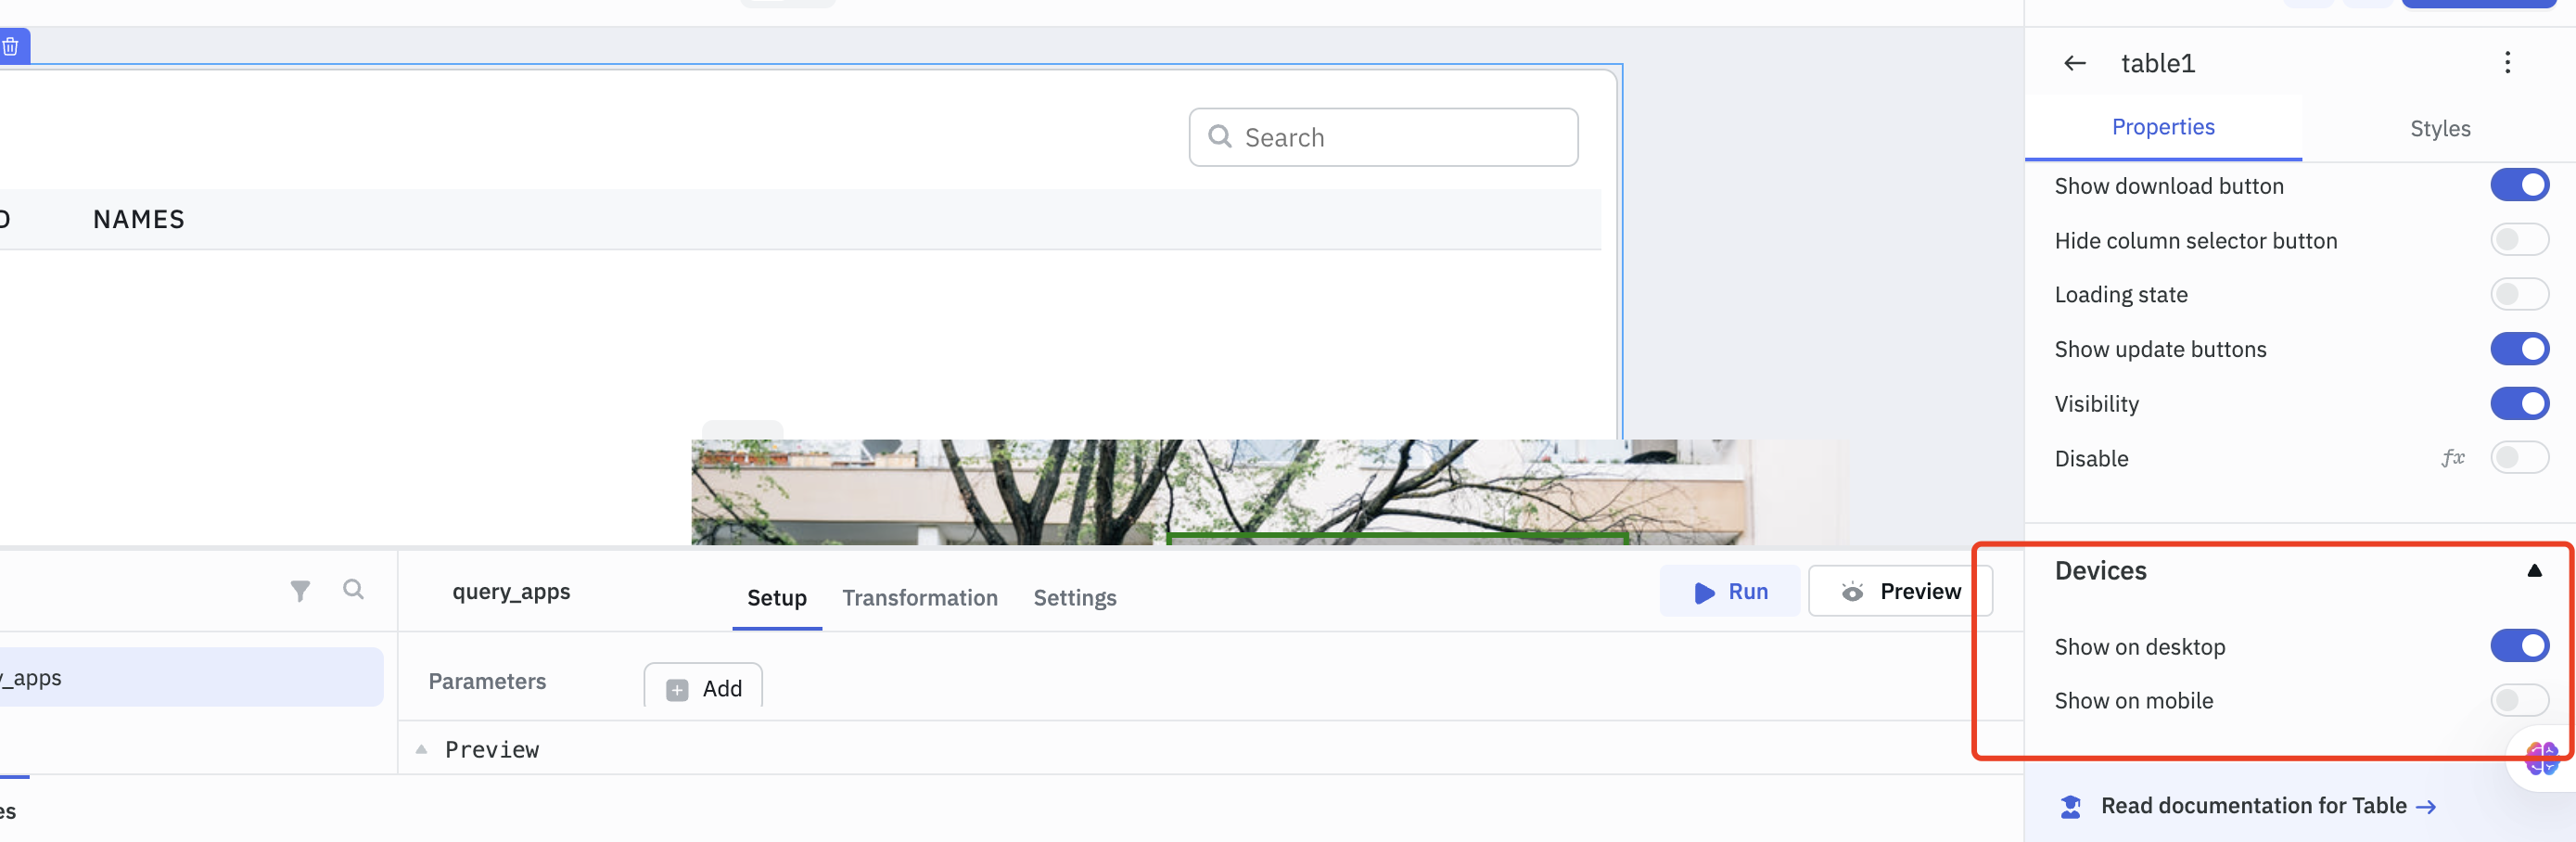 table1
Properties
Styles
Search
NAMES
Show download button
Hide column selector button
Loading state
Show update buttons
Visibility
Disable
fx
Devices
Show on desktop
Show on mobile
Read documentation for Table →
query_apps
Setup
Transformation
Settings
Run
Preview
_apps
Parameters
Add
Preview
es